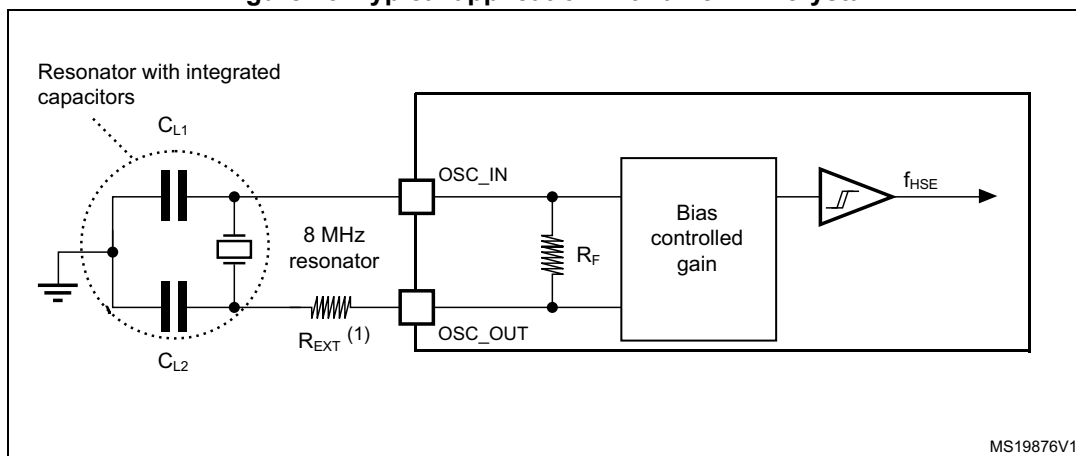 Resonator with integrated
capacitors
CL1
OSC_IN
fHSE
8 MHz
resonator
RF
Bias
controlled
gain
REXT (1)
OSC_OUT
CL2
MS19876V1